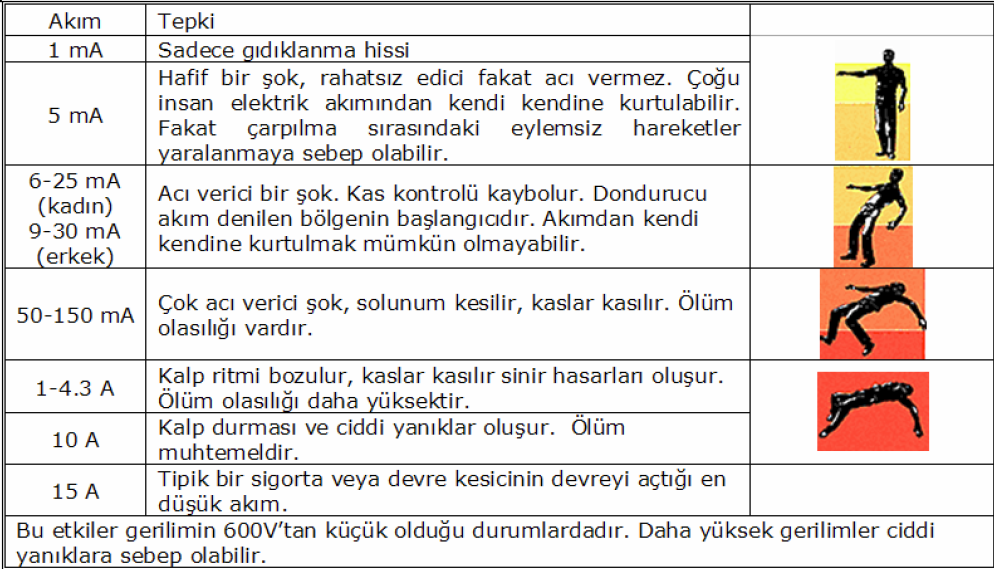 Akım Tepki
1 mA Sadece gıdıklanma hissi
5 mA
Hafif bir şok, rahatsız edici fakat acı vermez. Çoğu
insan elektrik akımından kendi kendine kurtulabilir.
Fakat çarpılma sırasındaki eylemsiz hareketler
yaralanmaya sebep olabilir.
6-25 mA
(kadın)
9-30 mA
(erkek)
Acı verici bir şok. Kas kontrolü kaybolur. Dondurucu
akım denilen bölgenin başlangıcıdır. Akımdan kendi
kendine kurtulmak mümkün olmayabilir.
50-150 mA
Çok acı verici şok, solunum kesilir, kaslar kasılır. Ölüm
olasılığı vardır.
1-4.3 A
Kalp ritmi bozulur, kaslar kasılır sinir hasarları oluşur.
Ölüm olasılığı daha yüksektir.
10 A
Kalp durması ve ciddi yanıklar oluşur. Ölüm
muhtemeldir.
15 A
Tipik bir sigorta veya devre kesicinin devreyi açtığı en
düşük akım.
Bu etkiler gerilimin 600V'tan küçük olduğu durumlardadır. Daha yüksek gerilimler ciddi
yanıklara sebep olabilir.